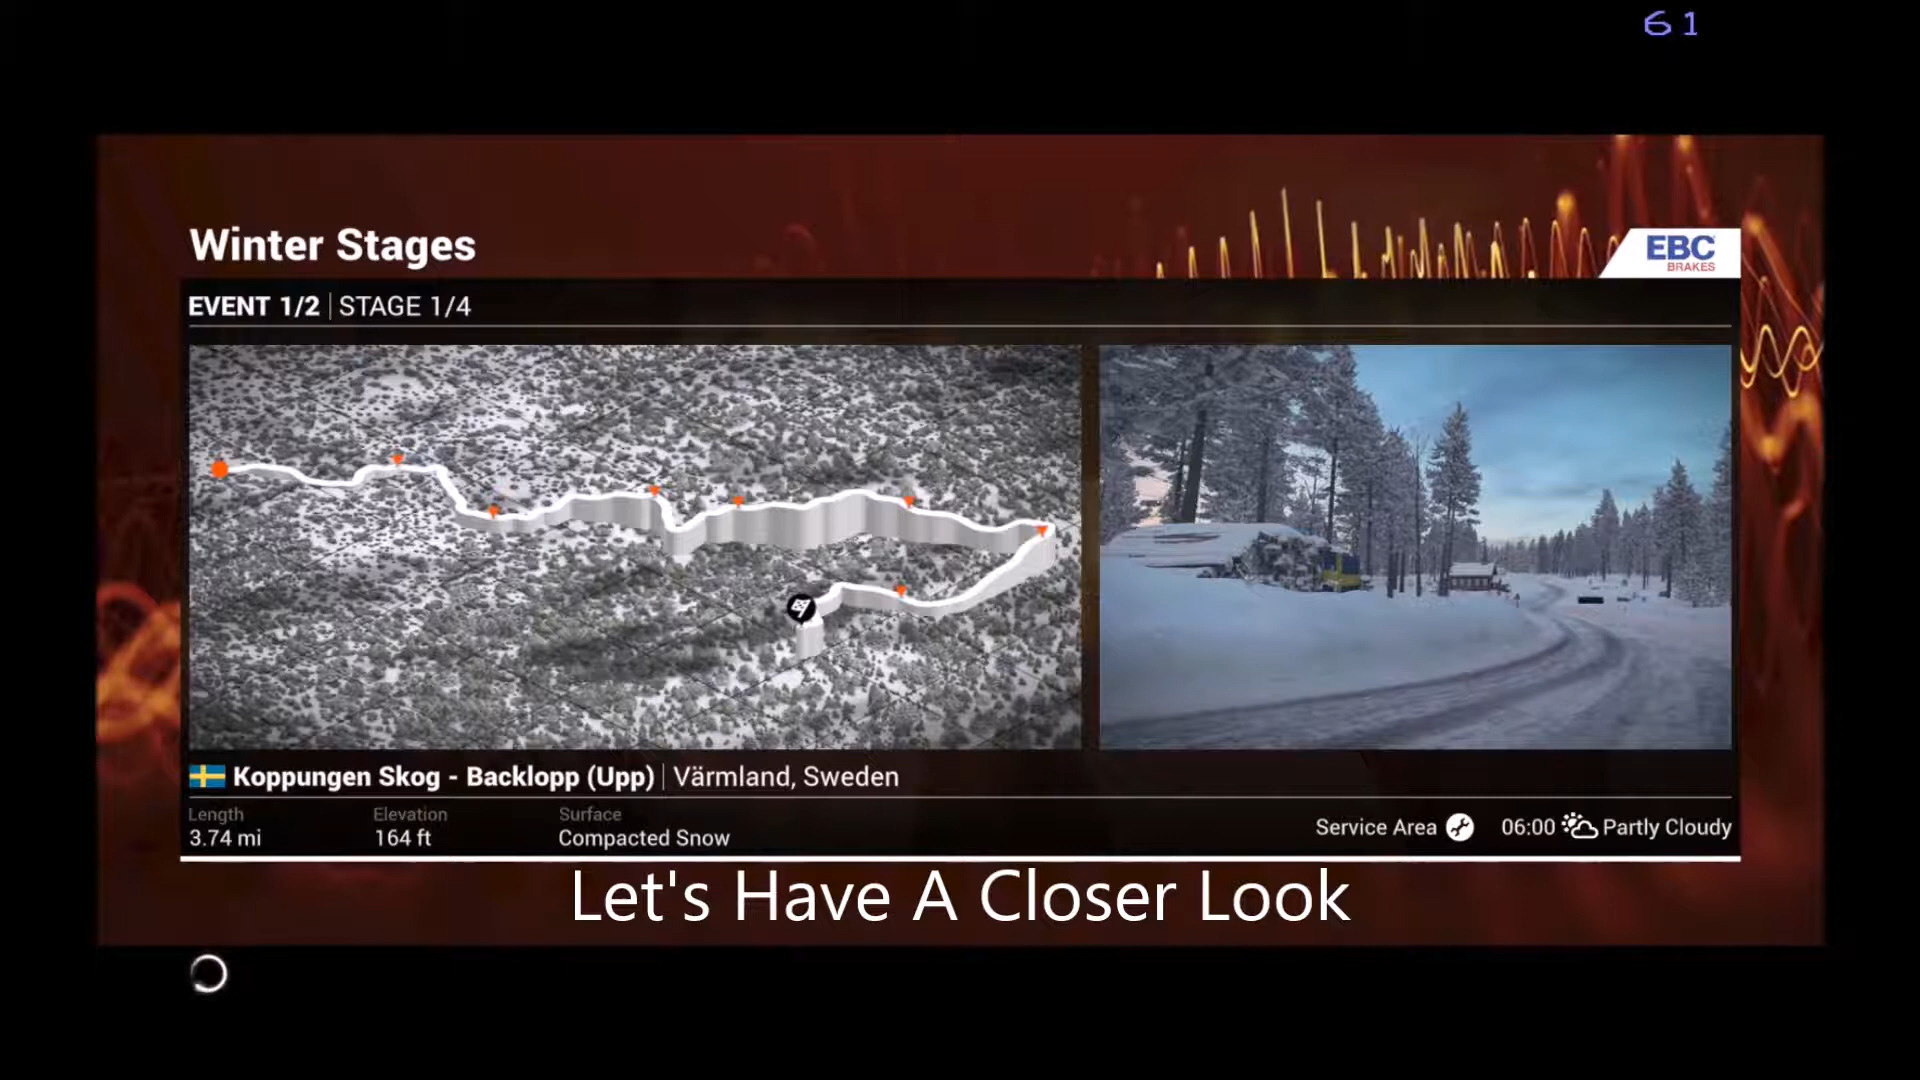 61
Winter Stages
EBC
BRAKES
EVENT 1/2 | STAGE 1/4
Koppungen Skog - Backlopp (Upp) | Värmland, Sweden
Length
3.74 mi
Elevation
164 ft
Surface
Compacted Snow
Service Area
06:00 Partly Cloudy
Let's Have A Closer Look